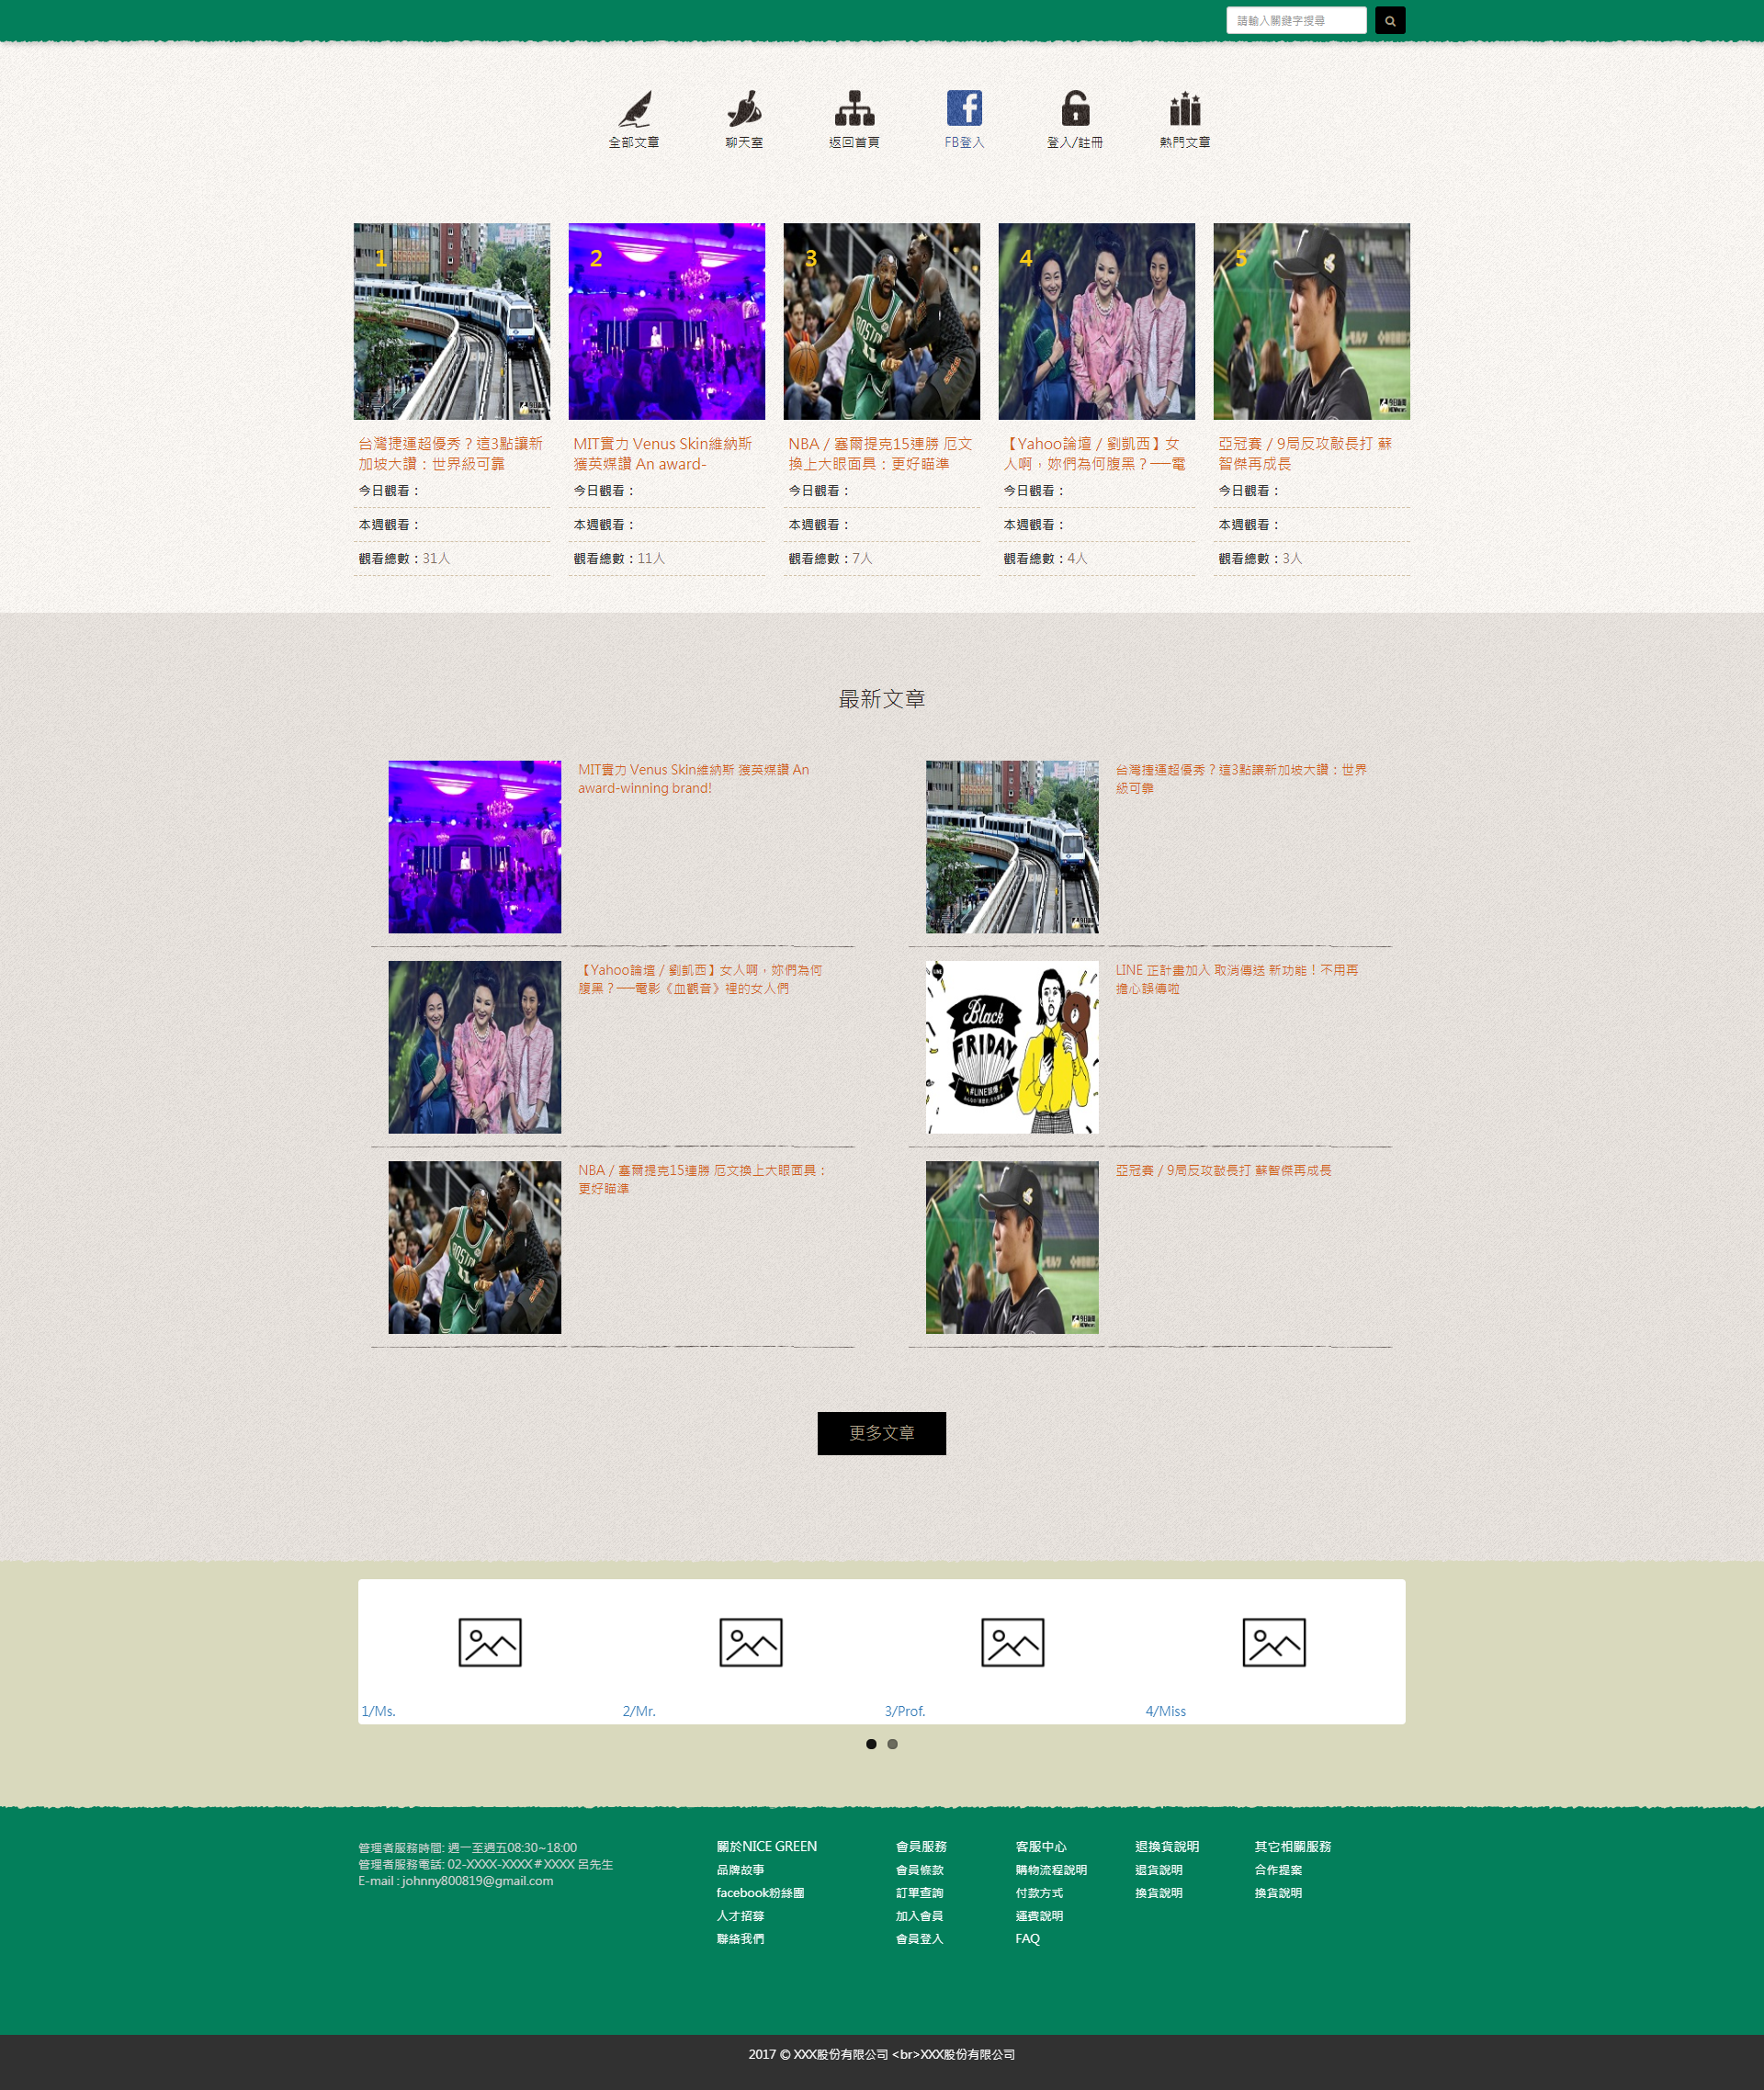 請輸入關鍵字搜尋
全部文章
聊天室
返回首頁
FB登入
登入/註冊
熱門文章
1
2
3
4
5
BOSTON
11
今日新聞
NOWnews
今日新聞
NOWnews
台灣捷運超優秀？這3點讓新
加坡大讚：世界級可靠
今日觀看：
本週觀看：
觀看總數：31人
MIT實力 Venus Skin維納斯
獲英媒讚 An award-
今日觀看：
本週觀看：
觀看總數：11人
NBA / 塞爾提克15連勝 厄文
換上大眼面具：更好瞄準
今日觀看：
本週觀看：
觀看總數：7人
【Yahoo論壇 / 劉凱西】女
人啊，妳們為何腹黑？──電
今日觀看：
本週觀看：
觀看總數：4人
亞冠賽 / 9局反攻敲長打 蘇
智傑再成長
今日觀看：
本週觀看：
觀看總數：3人
最新文章
MIT實力 Venus Skin維納斯 獲英媒讚 An
award-winning brand!
台灣捷運超優秀？這3點讓新加坡大讚：世界
級可靠
今日新聞
NOWnews
【Yahoo論壇 / 劉凱西】女人啊，妳們為何
腹黑？──電影《血觀音》裡的女人們
Black
FRIDAY
LINE 正計畫加入 取消傳送 新功能！不用再
擔心誤傳啦
BOSTON
11
NBA / 塞爾提克15連勝 厄文換上大眼面具：
更好瞄準
今日新聞
NOWnews
亞冠賽 / 9局反攻敲長打 蘇智傑再成長
更多文章
1/Ms.
2/Mr.
3/Prof.
4/Miss
管理者服務時間: 週一至週五08:30~18:00
管理者服務電話: 02-XXXX-XXXX＃XXXX 呂先生
E-mail : johnny800819@gmail.com
關於NICE GREEN
品牌故事
facebook粉絲團
人才招募
聯絡我們
會員服務
會員條款
訂單查詢
加入會員
會員登入
客服中心
購物流程說明
付款方式
運費說明
FAQ
退換貨說明
退貨說明
換貨說明
其它相關服務
合作提案
換貨說明
2017 © XXX股份有限公司 <br>XXX股份有限公司